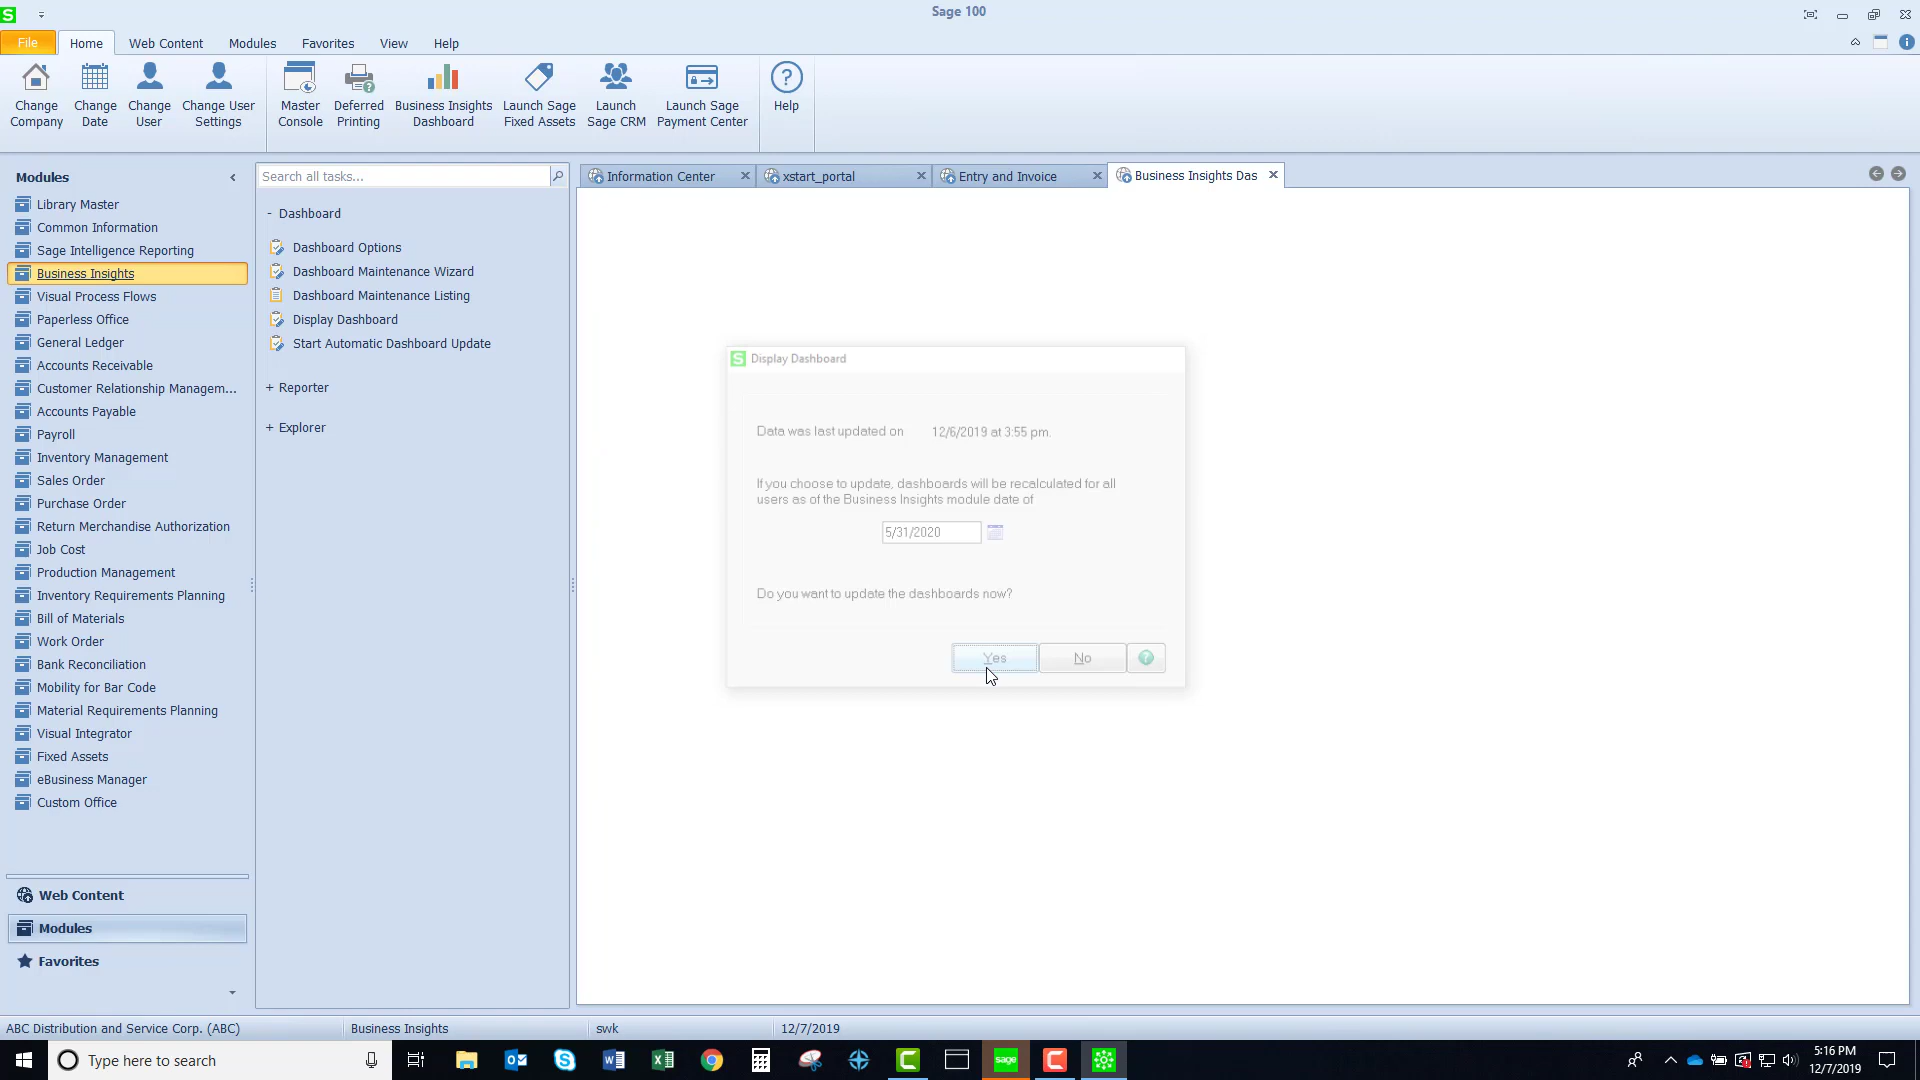 Sage 100
File
Home
Web Content
Modules
Favorites
View
Help
Change Company
Change Date
Change User
Change User Settings
Master Console
Deferred Printing
Business Insights Dashboard
Launch Sage Fixed Assets
Launch Sage CRM
Launch Sage Payment Center
Help
Modules
Library Master
Common Information
Sage Intelligence Reporting
Business Insights
Visual Process Flows
Paperless Office
General Ledger
Accounts Receivable
Customer Relationship Managem...
Accounts Payable
Payroll
Inventory Management
Sales Order
Purchase Order
Return Merchandise Authorization
Job Cost
Production Management
Inventory Requirements Planning
Bill of Materials
Work Order
Bank Reconciliation
Mobility for Bar Code
Material Requirements Planning
Visual Integrator
Fixed Assets
eBusiness Manager
Custom Office
Web Content
Modules
Favorites
Search all tasks...
- Dashboard
Dashboard Options
Dashboard Maintenance Wizard
Dashboard Maintenance Listing
Display Dashboard
Start Automatic Dashboard Update
+ Reporter
+ Explorer
Information Center
xstart_portal
Entry and Invoice
Business Insights Das
Display Dashboard
Data was last updated on 12/6/2019 at 3:55 pm.
If you choose to update, dashboards will be recalculated for all
users as of the Business Insights module date of
5/31/2020
Do you want to update the dashboards now?
Yes
No
ABC Distribution and Service Corp. (ABC)
Business Insights
swk
12/7/2019
Type here to search
sage
5:16 PM
12/7/2019